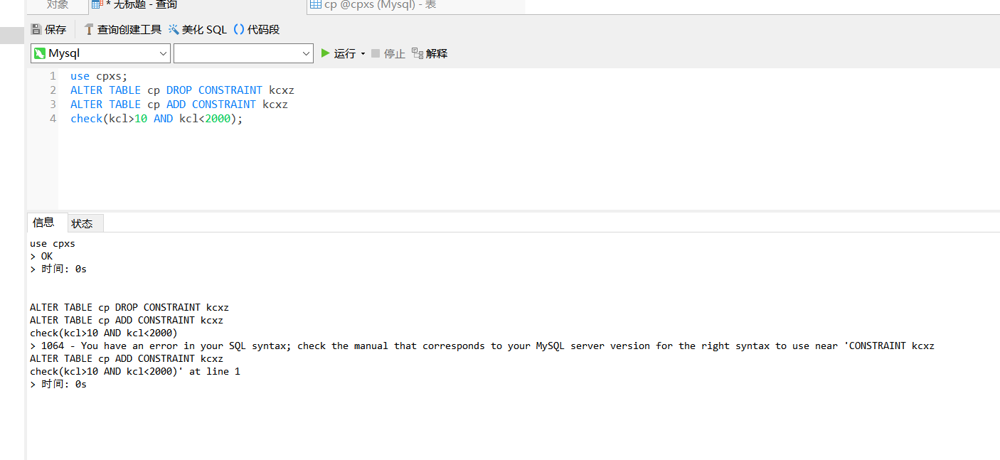 对象
* 无标题 - 查询
cp @cpxs (Mysql) - 表
保存
查询创建工具
美化 SQL
() 代码段
Mysql
运行
停止
解释
1 use cpxs;
2 ALTER TABLE cp DROP CONSTRAINT kcxz
3 ALTER TABLE cp ADD CONSTRAINT kcxz
4 check(kcl>10 AND kcl<2000);
信息
状态
use cpxs
> OK
> 时间: 0s
ALTER TABLE cp DROP CONSTRAINT kcxz
ALTER TABLE cp ADD CONSTRAINT kcxz
check(kcl>10 AND kcl<2000)
> 1064 - You have an error in your SQL syntax; check the manual that corresponds to your MySQL server version for the right syntax to use near 'CONSTRAINT kcxz
ALTER TABLE cp ADD CONSTRAINT kcxz
check(kcl>10 AND kcl<2000)' at line 1
> 时间: 0s